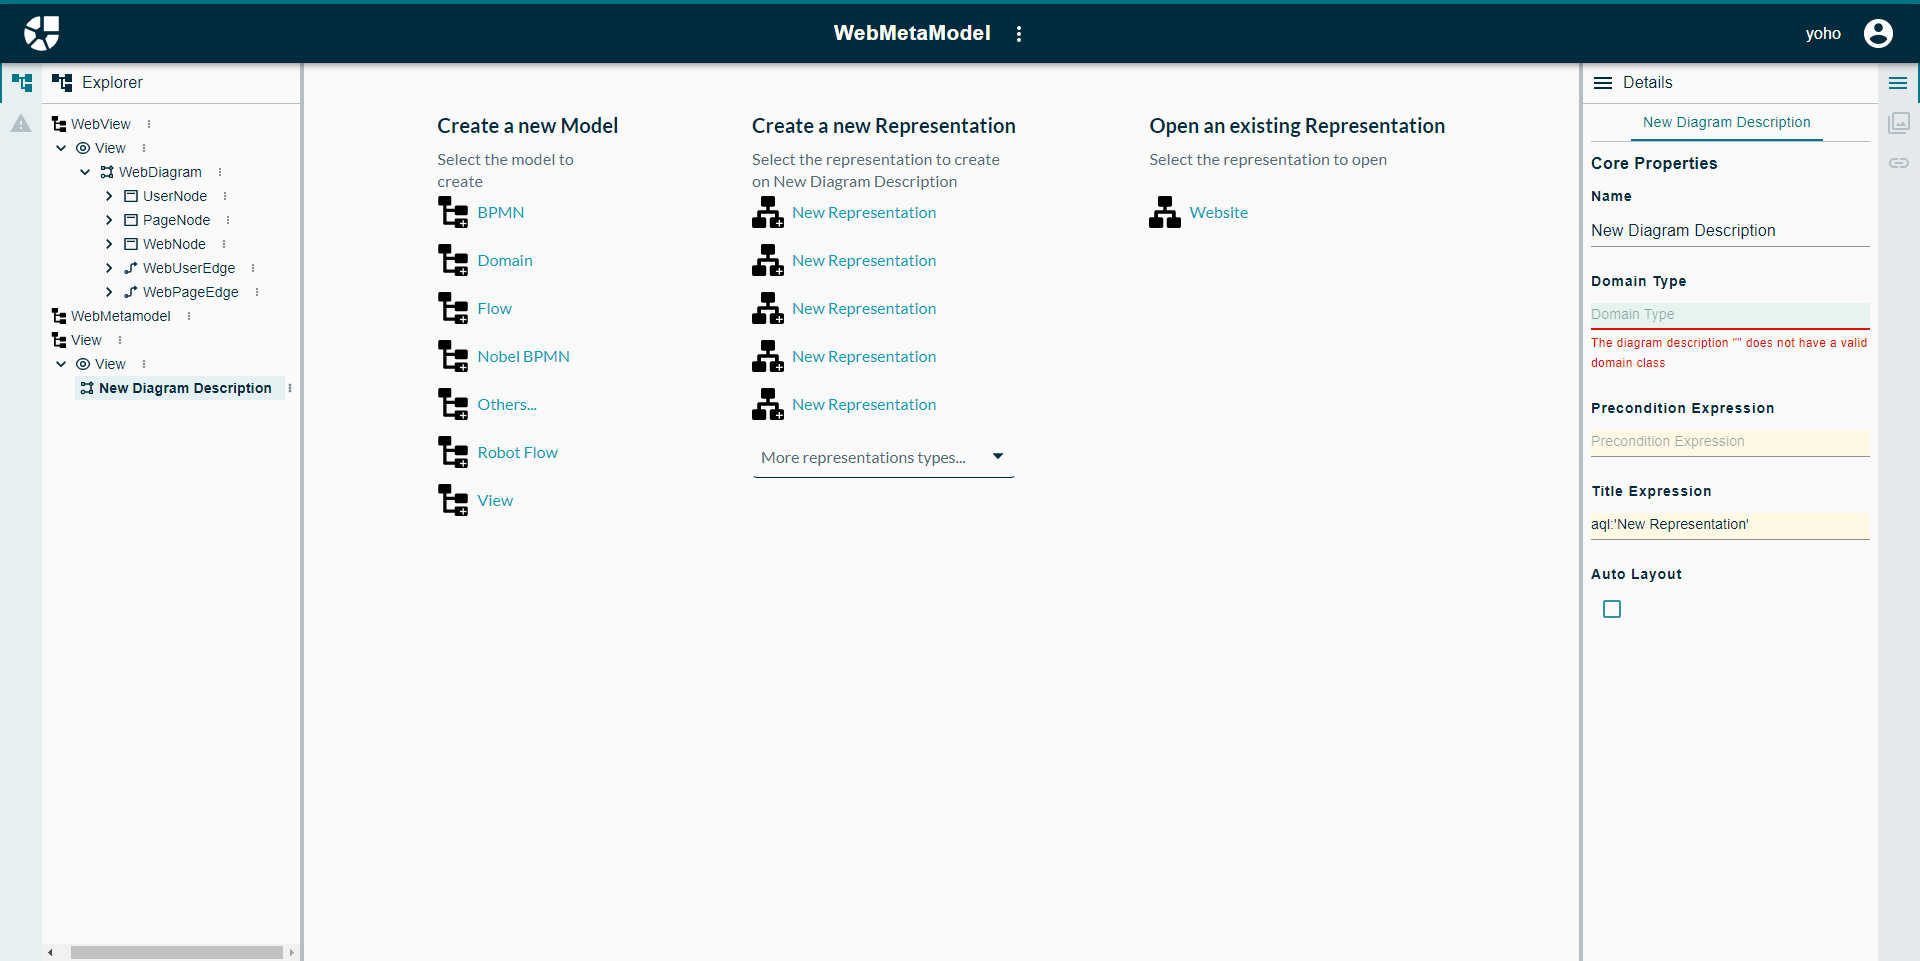 WebMetaModel
yoho
Explorer
WebView
View
WebDiagram
UserNode
PageNode
WebNode
WebUserEdge
WebPageEdge
WebMetamodel
View
View
New Diagram Description
Create a new Model
Select the model to
create
BPMN
Domain
Flow
Nobel BPMN
Others...
Robot Flow
View
Create a new Representation
Select the representation to create
on New Diagram Description
New Representation
New Representation
New Representation
New Representation
New Representation
More representations types...
Open an existing Representation
Select the representation to open
Website
Details
New Diagram Description
Core Properties
Name
New Diagram Description
Domain Type
Domain Type
The diagram description "" does not have a valid
domain class
Precondition Expression
Precondition Expression
Title Expression
aql:'New Representation'
Auto Layout